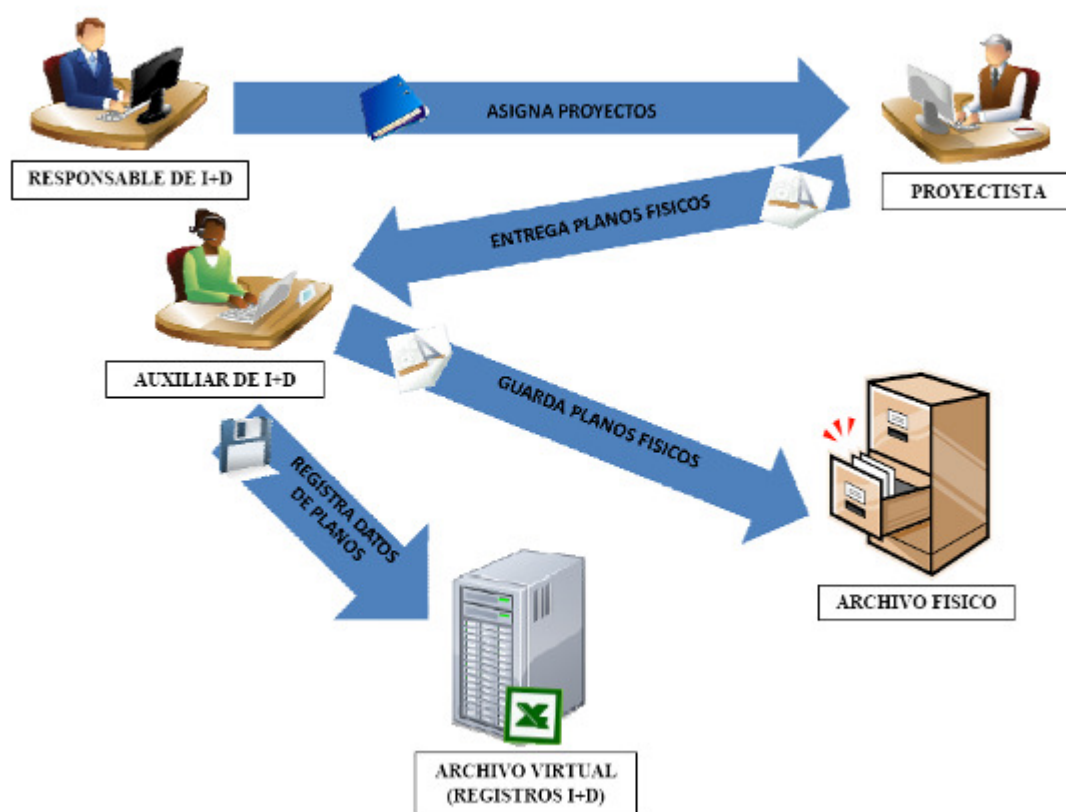 ASIGNA PROYECTOS
RESPONSABLE DE I+D
PROYECTISTA
ENTREGA PLANOS FISICOS
AUXILIAR DE I+D
GUARDA PLANOS FISICOS
REGISTRA DATOS
DE PLANOS
ARCHIVO FISICO
ARCHIVO VIRTUAL
(REGISTROS I+D)